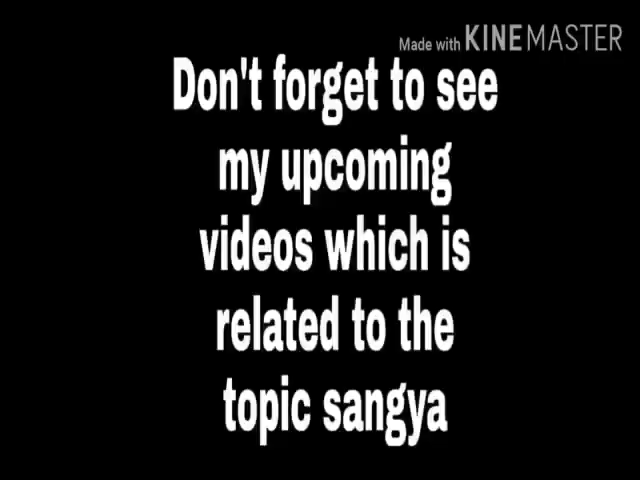 Made with KINEMASTER
Don't forget to see
my upcoming
videos which is
related to the
topic sangya